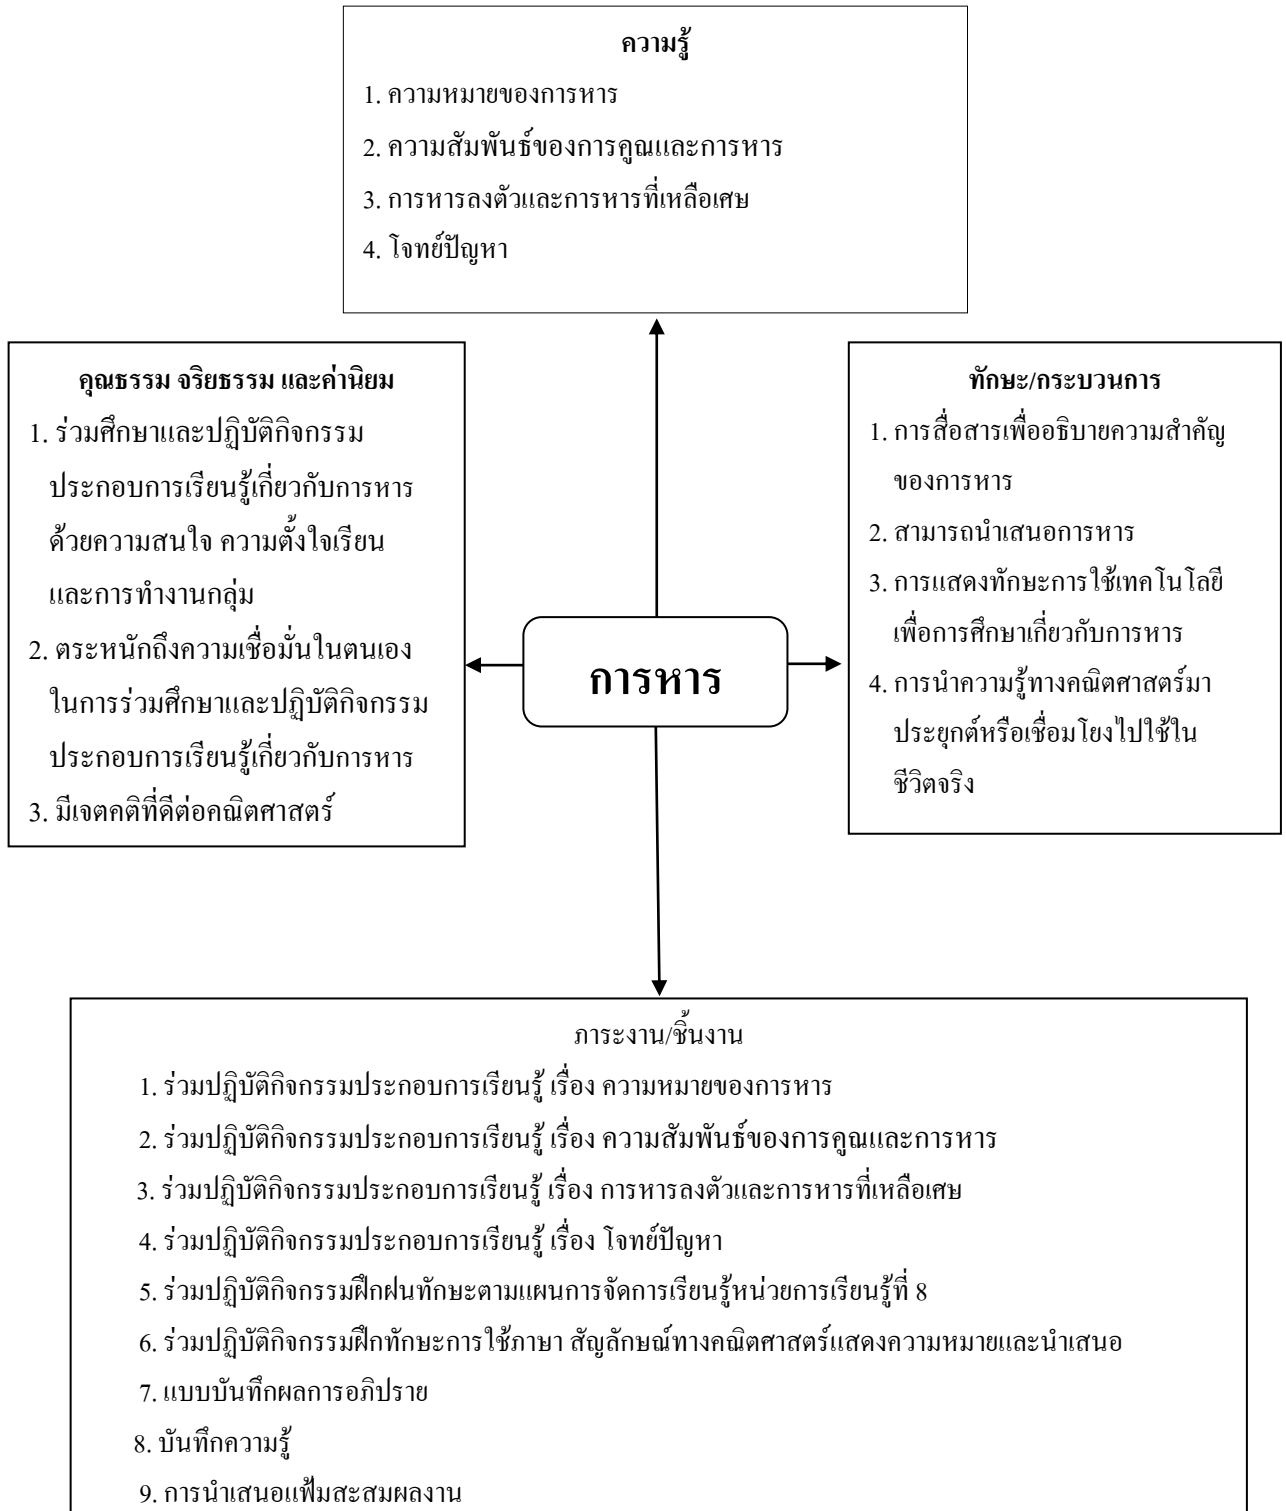 ความรู้
1. ความหมายของการหาร
2. ความสัมพันธ์ของการคูณและการหาร
3. การหารลงตัวและการหารที่เหลือเศษ
4. โจทย์ปัญหา
คุณธรรม จริยธรรม และค่านิยม
1. ร่วมศึกษาและปฏิบัติกิจกรรม
ประกอบการเรียนรู้เกี่ยวกับการหาร
ด้วยความสนใจ ความตั้งใจเรียน
และการทำงานกลุ่ม
2. ตระหนักถึงความเชื่อมั่นในตนเอง
ในการร่วมศึกษาและปฏิบัติกิจกรรม
ประกอบการเรียนรู้เกี่ยวกับการหาร
3. มีเจตคติที่ดีต่อคณิตศาสตร์
การหาร
ทักษะ/กระบวนการ
1. การสื่อสารเพื่ออธิบายความสำคัญ
ของการหาร
2. สามารถนำเสนอการหาร
3. การแสดงทักษะการใช้เทคโนโลยี
เพื่อการศึกษาเกี่ยวกับการหาร
4. การนำความรู้ทางคณิตศาสตร์มา
ประยุกต์หรือเชื่อมโยงไปใช้ใน
ชีวิตจริง
ภาระงาน/ชิ้นงาน
1. ร่วมปฏิบัติกิจกรรมประกอบการเรียนรู้ เรื่อง ความหมายของการหาร
2. ร่วมปฏิบัติกิจกรรมประกอบการเรียนรู้ เรื่อง ความสัมพันธ์ของการคูณและการหาร
3. ร่วมปฏิบัติกิจกรรมประกอบการเรียนรู้ เรื่อง การหารลงตัวและการหารที่เหลือเศษ
4. ร่วมปฏิบัติกิจกรรมประกอบการเรียนรู้ เรื่อง โจทย์ปัญหา
5. ร่วมปฏิบัติกิจกรรมฝึกฝนทักษะตามแผนการจัดการเรียนรู้หน่วยการเรียนรู้ที่ 8
6. ร่วมปฏิบัติกิจกรรมฝึกทักษะการใช้ภาษา สัญลักษณ์ทางคณิตศาสตร์แสดงความหมายและนำเสนอ
7. แบบบันทึกผลการอภิปราย
8. บันทึกความรู้
9. การนำเสนอแฟ้มสะสมผลงาน